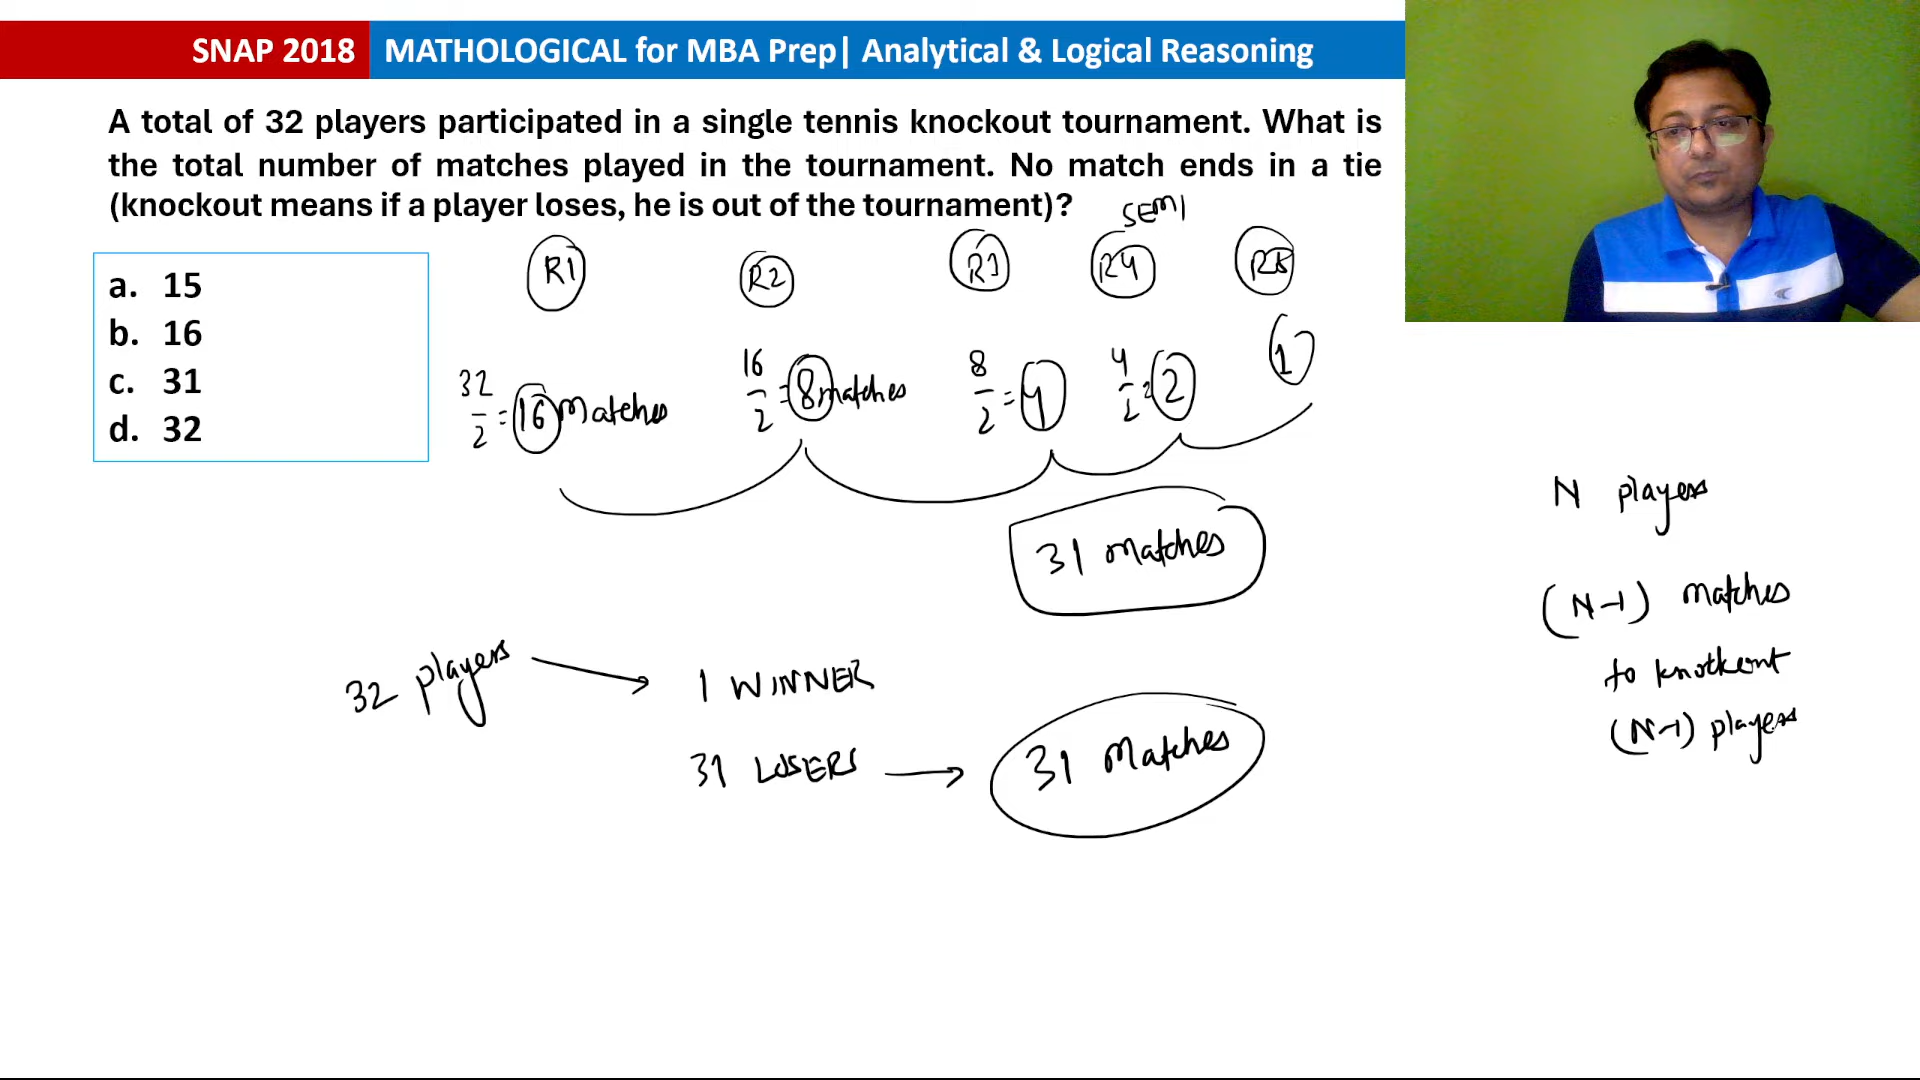 SNAP 2018 MATHOLOGICAL for MBA Prep| Analytical & Logical Reasoning
A total of 32 players participated in a single tennis knockout tournament. What is
the total number of matches played in the tournament. No match ends in a tie
(knockout means if a player loses, he is out of the tournament)?
SEMI
R1 R2 R3 R4 R5
a. 15
b. 16
c. 31
d. 32
32/2 = 16 Matches
16/2 = 8 matches
8/2 = 4
4/2 = 2
1
31 matches
32 players
1 WINNER
31 LOSERS
31 Matches
N players
(N-1) matches
to knockout
(N-1) players